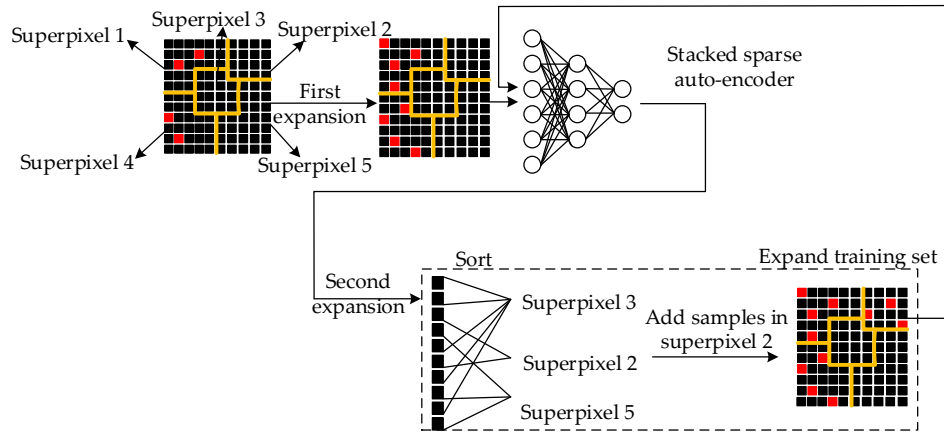 Superpixel 3
Superpixel 1
Superpixel 2
First
expansion
Stacked sparse
auto-encoder
Superpixel 4
Superpixel 5
Second
expansion
Sort
Expand training set
Superpixel 3
Superpixel 2
Superpixel 5
Add samples in
superpixel 2